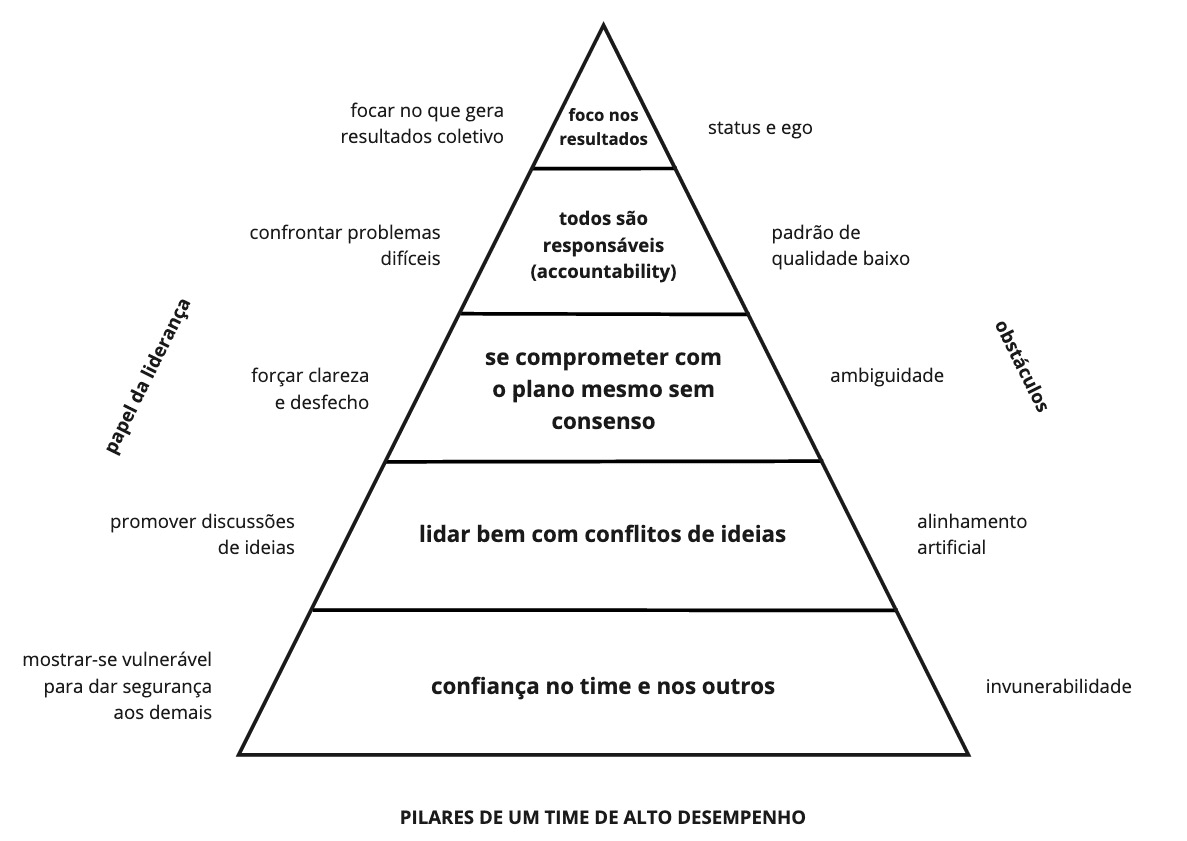 focar no que gera
resultados coletivo
foco nos
resultados
status e ego
confrontar problemas
difíceis
todos são
responsáveis
(accountability)
padrão de
qualidade baixo
papel da liderança
forçar clareza
e desfecho
se comprometer com
o plano mesmo sem
consenso
ambiguidade
obstáculos
promover discussões
de ideias
lidar bem com conflitos de ideias
alinhamento
artificial
mostrar-se vulnerável
para dar segurança
aos demais
confiança no time e nos outros
invunerabilidade
PILARES DE UM TIME DE ALTO DESEMPENHO